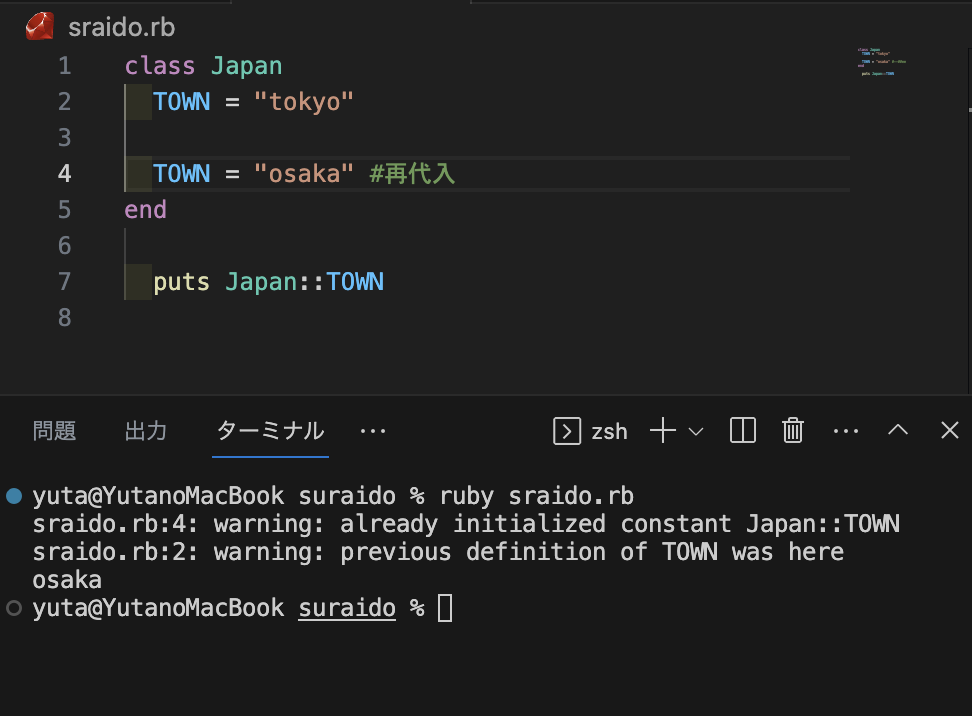 sraido.rb
1 class Japan
2 TOWN = "tokyo"
3
4 TOWN = "osaka" #再代入
5 end
6
7 puts Japan::TOWN
8
問題 出力 ターミナル ··· zsh ···
yuta@YutanoMacBook suraido % ruby sraido.rb
sraido.rb:4: warning: already initialized constant Japan::TOWN
sraido.rb:2: warning: previous definition of TOWN was here
osaka
yuta@YutanoMacBook suraido %